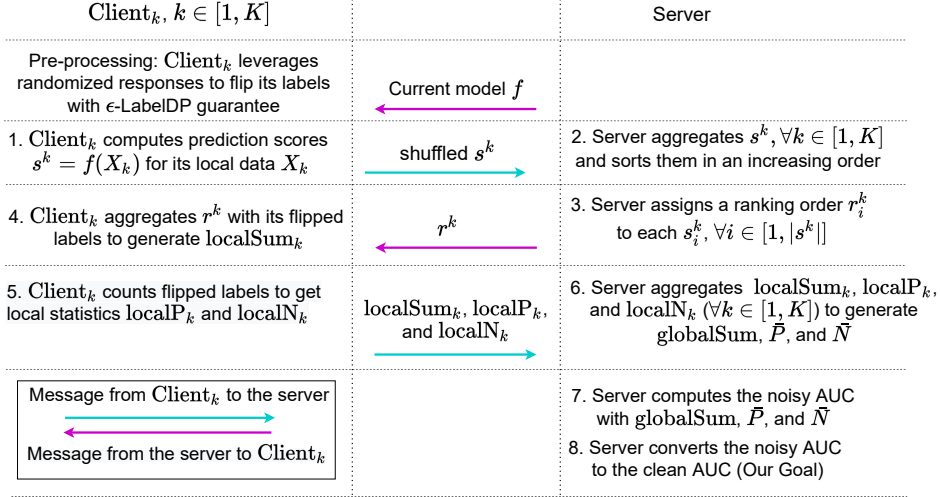 Client_k, k ∈ [1, K]
Server
Pre-processing: Client_k leverages
randomized responses to flip its labels
with ϵ-LabelDP guarantee
Current model f
1. Client_k computes prediction scores
s^k = f(X_k) for its local data X_k
shuffled s^k
2. Server aggregates s^k, ∀k ∈ [1, K]
and sorts them in an increasing order
4. Client_k aggregates r^k with its flipped
labels to generate localSum_k
r^k
3. Server assigns a ranking order r_i^k
to each s_i^k, ∀i ∈ [1, |s^k|]
5. Client_k counts flipped labels to get
local statistics localP_k and localN_k
localSum_k, localP_k,
and localN_k
6. Server aggregates localSum_k, localP_k,
and localN_k (∀k ∈ [1, K]) to generate
globalSum, P̄, and N̄
Message from Client_k to the server
Message from the server to Client_k
7. Server computes the noisy AUC
with globalSum, P̄, and N̄
8. Server converts the noisy AUC
to the clean AUC (Our Goal)